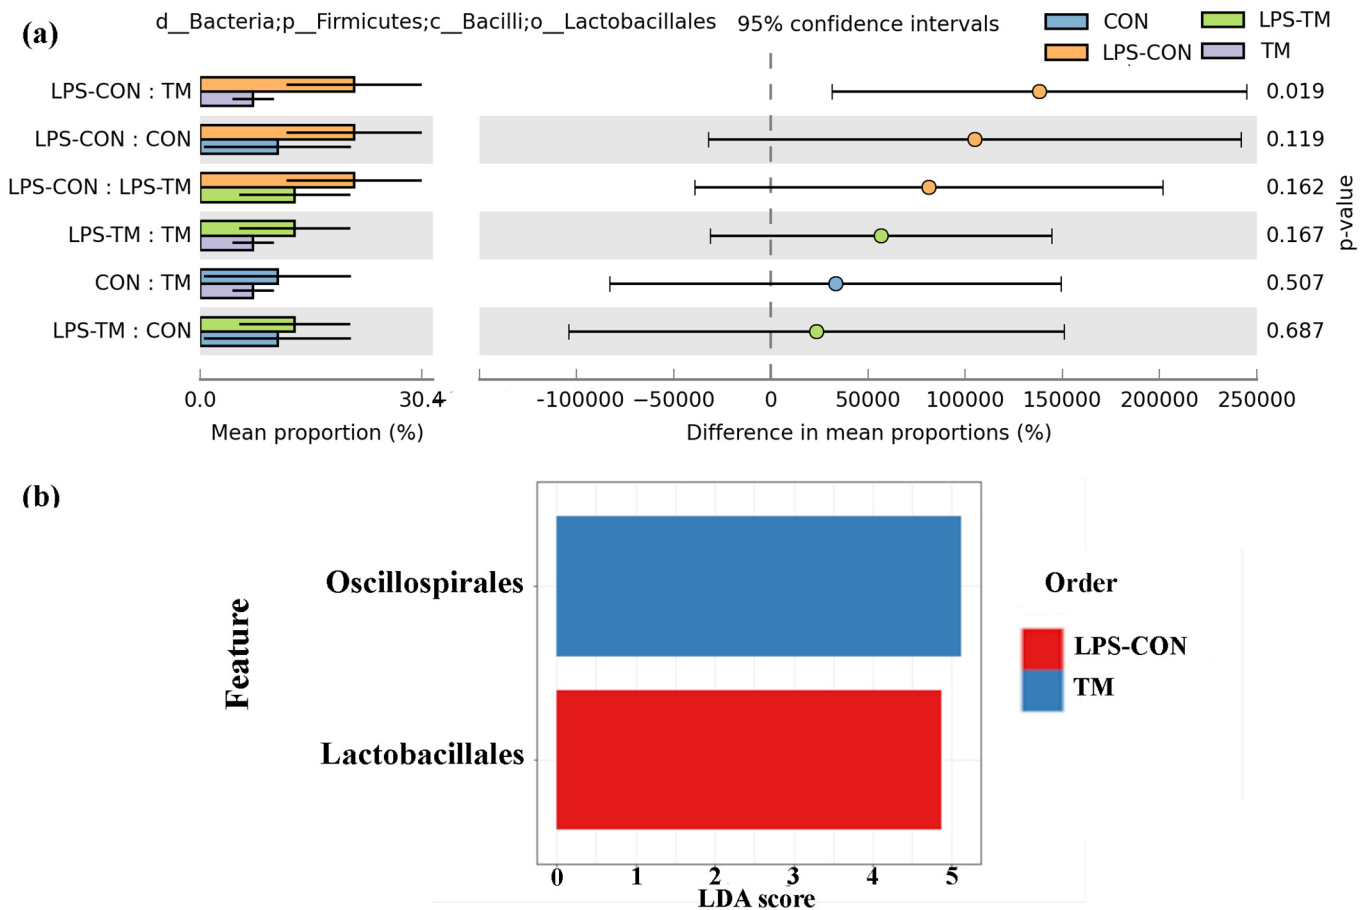 (a)
d__Bacteria;p__Firmicutes;c__Bacilli;o__Lactobacillales
95% confidence intervals
CON
LPS-TM
LPS-CON
TM
LPS-CON : TM
0.019
LPS-CON : CON
0.119
LPS-CON : LPS-TM
0.162
LPS-TM : TM
0.167
CON : TM
0.507
LPS-TM : CON
0.687
p-value
0.0 30.4
-100000 −50000 0 50000 100000 150000 200000 250000
Mean proportion (%)
Difference in mean proportions (%)
(b)
Feature
Oscillospirales
Lactobacillales
Order
LPS-CON
TM
0 1 2 3 4 5
LDA score